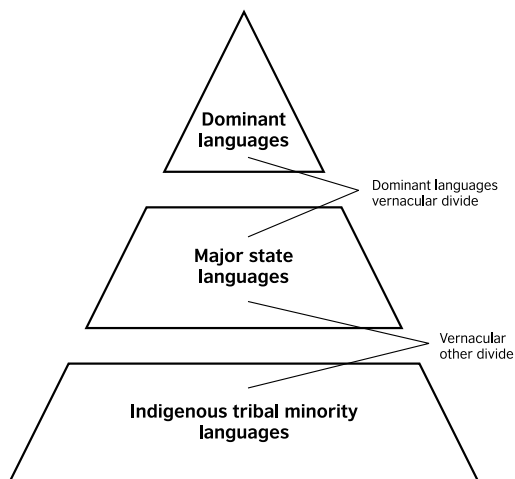 Dominant
languages
Dominant languages
vernacular divide
Major state
languages
Vernacular
other divide
Indigenous tribal minority
languages